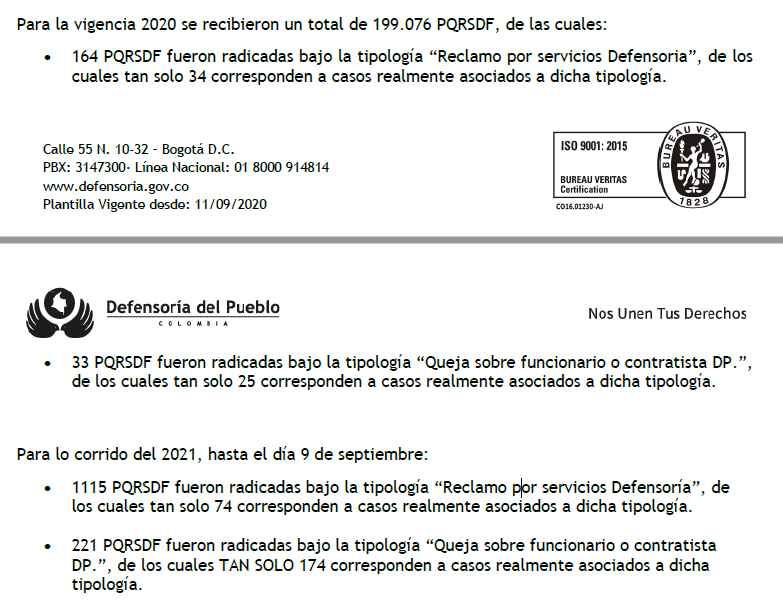 Para la vigencia 2020 se recibieron un total de 199.076 PQRSDF, de las cuales:
• 164 PQRSDF fueron radicadas bajo la tipología “Reclamo por servicios Defensoria”, de los
cuales tan solo 34 corresponden a casos realmente asociados a dicha tipología.
Calle 55 N. 10-32 – Bogotá D.C.
PBX: 3147300· Línea Nacional: 01 8000 914814
www.defensoria.gov.co
Plantilla Vigente desde: 11/09/2020
ISO 9001: 2015
BUREAU VERITAS
Certification
CO16.01230-AJ
BUREAU VERITAS
1828
Defensoría del Pueblo
COLOMBIA
Nos Unen Tus Derechos
• 33 PQRSDF fueron radicadas bajo la tipología “Queja sobre funcionario o contratista DP.”,
de los cuales tan solo 25 corresponden a casos realmente asociados a dicha tipología.
Para lo corrido del 2021, hasta el día 9 de septiembre:
• 1115 PQRSDF fueron radicadas bajo la tipología “Reclamo por servicios Defensoría”, de
los cuales tan solo 74 corresponden a casos realmente asociados a dicha tipología.
• 221 PQRSDF fueron radicadas bajo la tipología “Queja sobre funcionario o contratista
DP.”, de los cuales TAN SOLO 174 corresponden a casos realmente asociados a dicha
tipología.